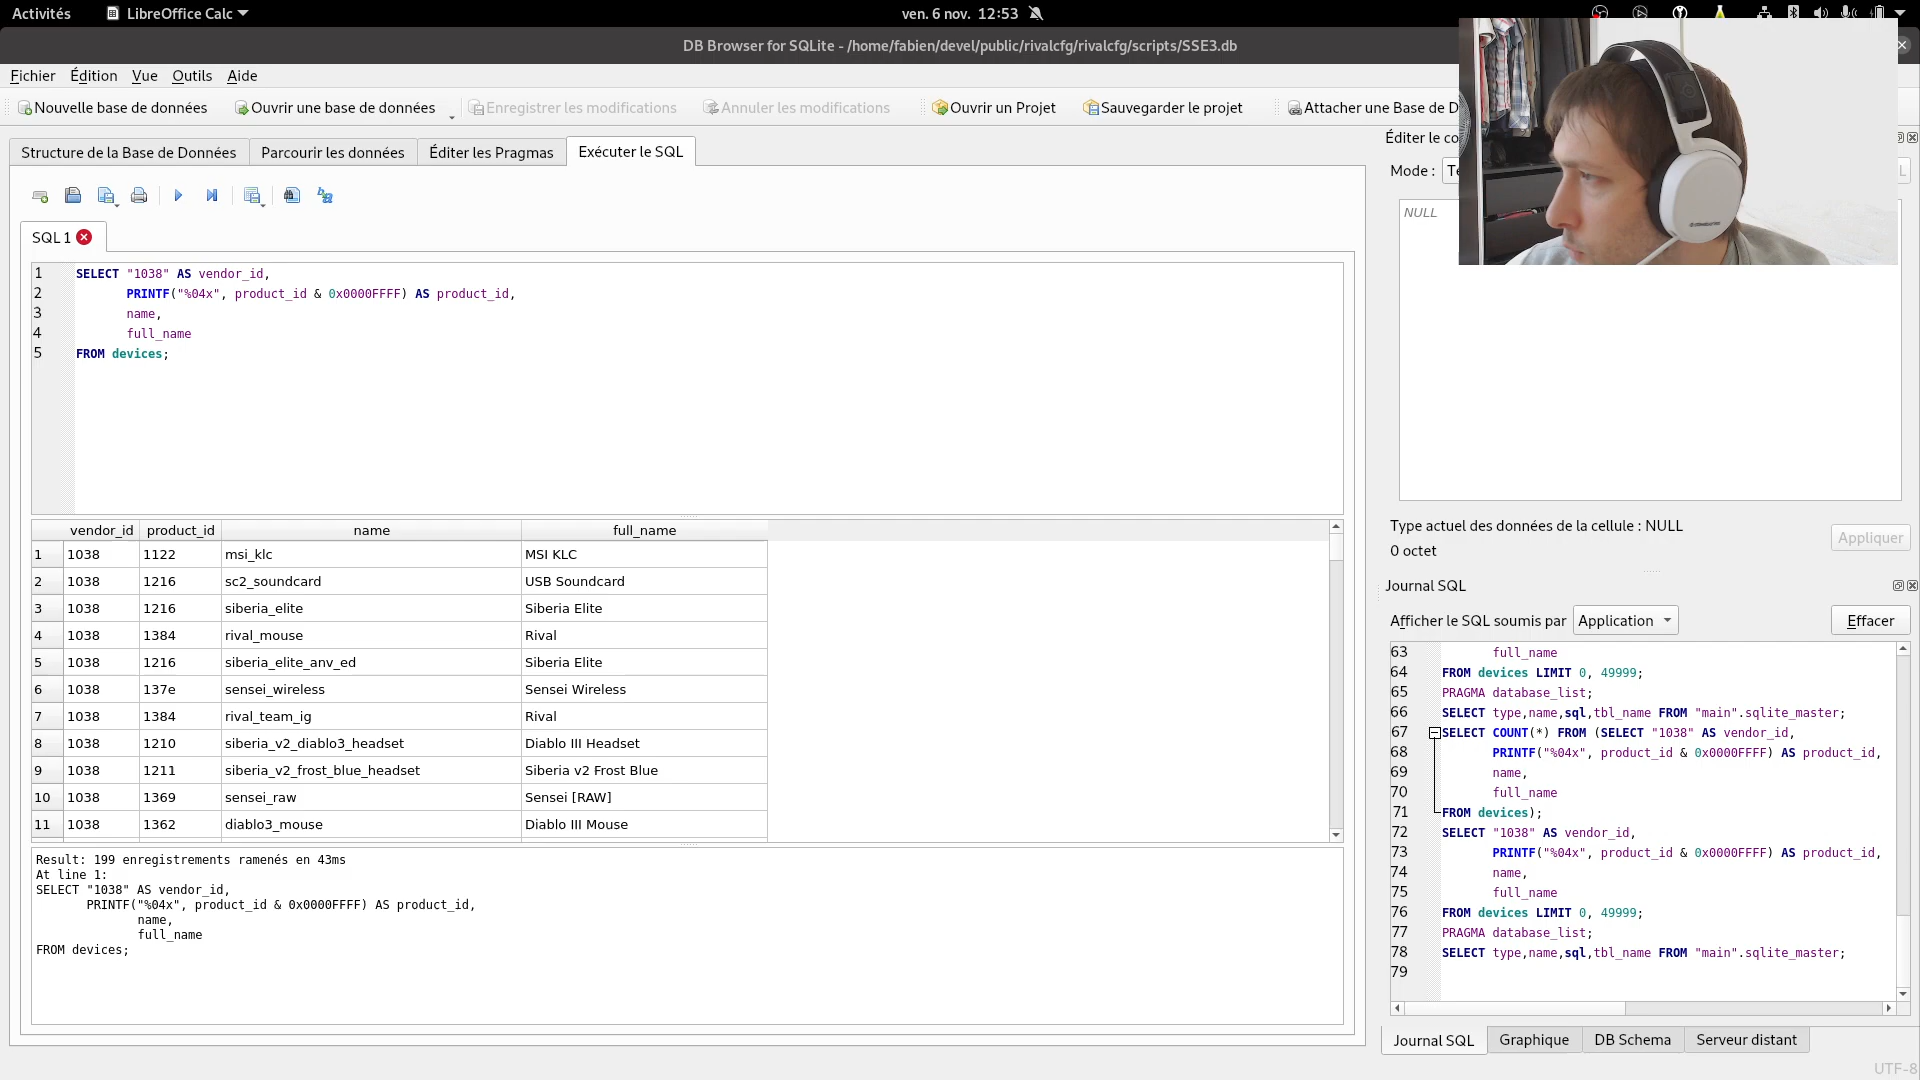 Activités
LibreOffice Calc
ven. 6 nov. 12:53
DB Browser for SQLite - /home/fabien/devel/public/rivalcfg/rivalcfg/scripts/SSE3.db
Fichier Édition Vue Outils Aide
Nouvelle base de données
Ouvrir une base de données
Enregistrer les modifications
Annuler les modifications
Ouvrir un Projet
Sauvegarder le projet
Attacher une Base de D
Structure de la Base de Données
Parcourir les données
Éditer les Pragmas
Exécuter le SQL
SQL 1
1 SELECT "1038" AS vendor_id,
2 PRINTF("%04x", product_id & 0x0000FFFF) AS product_id,
3 name,
4 full_name
5 FROM devices;
vendor_id product_id name full_name
1 1038 1122 msi_klc MSI KLC
2 1038 1216 sc2_soundcard USB Soundcard
3 1038 1216 siberia_elite Siberia Elite
4 1038 1384 rival_mouse Rival
5 1038 1216 siberia_elite_anv_ed Siberia Elite
6 1038 137e sensei_wireless Sensei Wireless
7 1038 1384 rival_team_ig Rival
8 1038 1210 siberia_v2_diablo3_headset Diablo III Headset
9 1038 1211 siberia_v2_frost_blue_headset Siberia v2 Frost Blue
10 1038 1369 sensei_raw Sensei [RAW]
11 1038 1362 diablo3_mouse Diablo III Mouse
Result: 199 enregistrements ramenés en 43ms
At line 1:
SELECT "1038" AS vendor_id,
PRINTF("%04x", product_id & 0x0000FFFF) AS product_id,
name,
full_name
FROM devices;
Éditer le co
Mode : Te
NULL
Type actuel des données de la cellule : NULL
0 octet
Appliquer
Journal SQL
Afficher le SQL soumis par Application Effacer
63 full_name
64 FROM devices LIMIT 0, 49999;
65 PRAGMA database_list;
66 SELECT type,name,sql,tbl_name FROM "main".sqlite_master;
67 SELECT COUNT(*) FROM (SELECT "1038" AS vendor_id,
68 PRINTF("%04x", product_id & 0x0000FFFF) AS product_id,
69 name,
70 full_name
71 FROM devices);
72 SELECT "1038" AS vendor_id,
73 PRINTF("%04x", product_id & 0x0000FFFF) AS product_id,
74 name,
75 full_name
76 FROM devices LIMIT 0, 49999;
77 PRAGMA database_list;
78 SELECT type,name,sql,tbl_name FROM "main".sqlite_master;
79
Journal SQL Graphique DB Schema Serveur distant
UTF-8